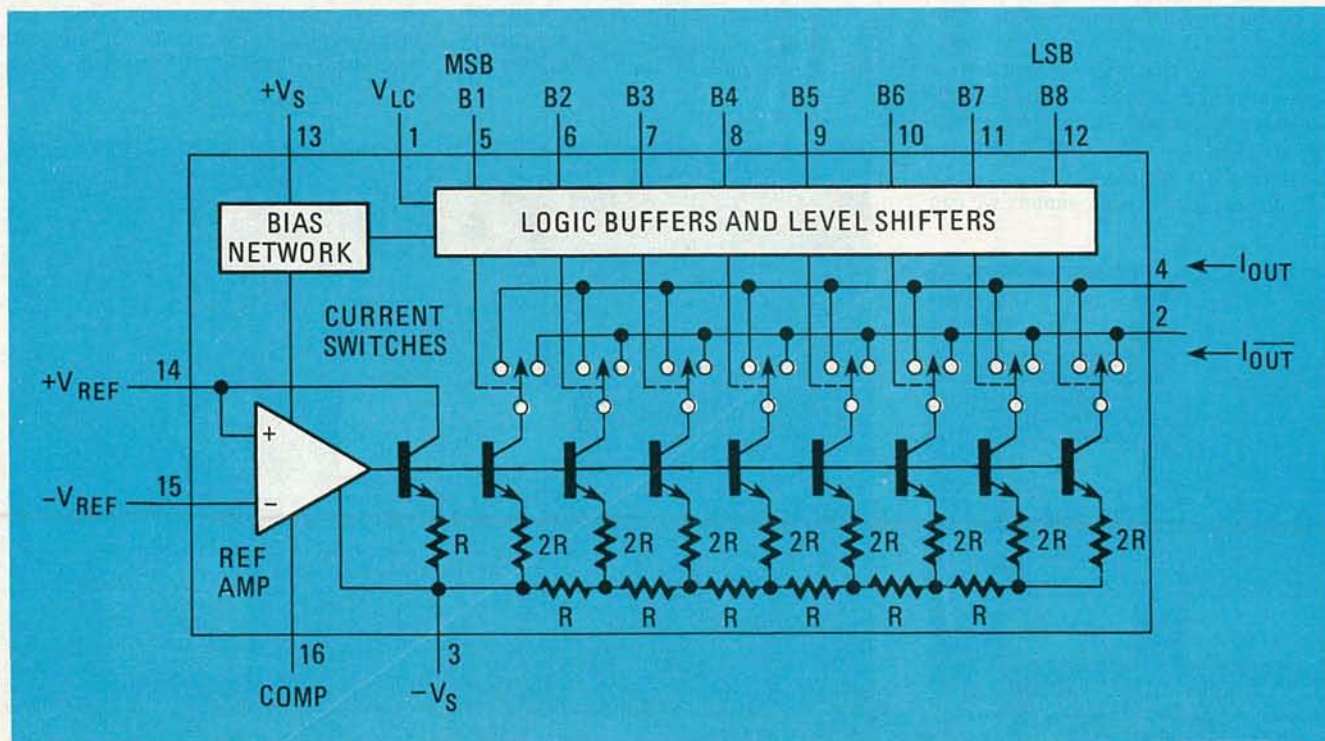 MSB
LSB
+VS
VLC
B1
B2
B3
B4
B5
B6
B7
B8
13
1
5
6
7
8
9
10
11
12
BIAS
NETWORK
LOGIC BUFFERS AND LEVEL SHIFTERS
4
IOUT
CURRENT
SWITCHES
2
IOUT
+VREF
14
+
-VREF
15
-
REF
AMP
R
2R
2R
2R
2R
2R
2R
2R
2R
R
R
R
R
R
R
16
COMP
3
-VS